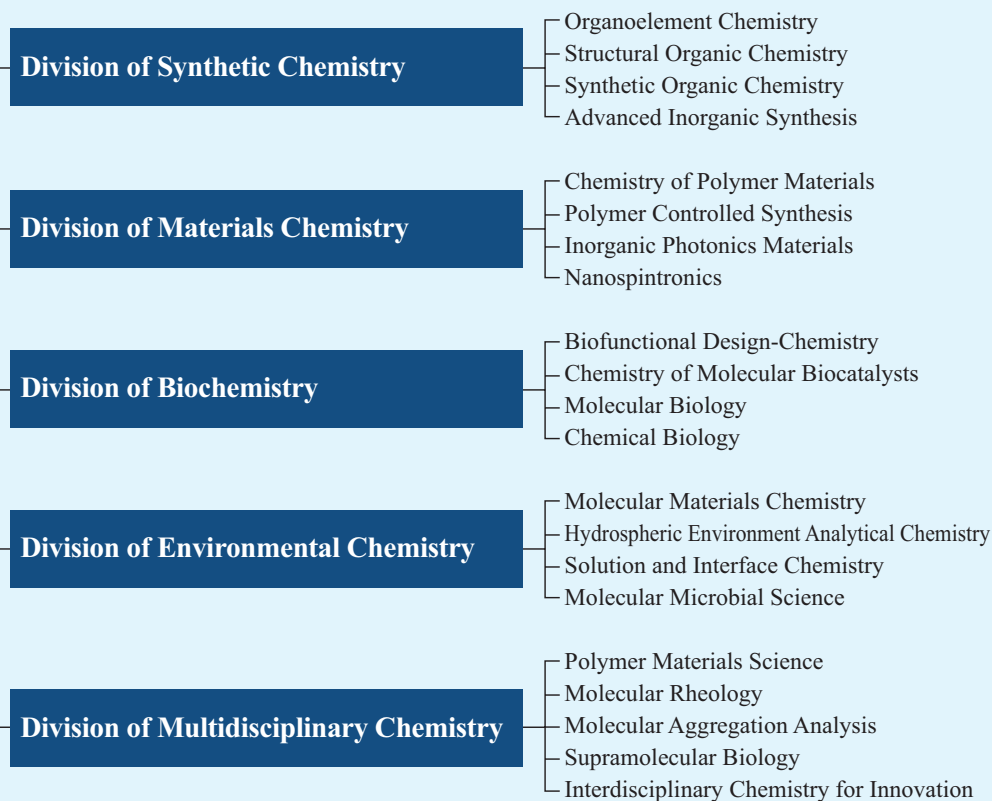 Division of Synthetic Chemistry
Organoelement Chemistry
Structural Organic Chemistry
Synthetic Organic Chemistry
Advanced Inorganic Synthesis
Division of Materials Chemistry
Chemistry of Polymer Materials
Polymer Controlled Synthesis
Inorganic Photonics Materials
Nanospintronics
Division of Biochemistry
Biofunctional Design-Chemistry
Chemistry of Molecular Biocatalysts
Molecular Biology
Chemical Biology
Division of Environmental Chemistry
Molecular Materials Chemistry
Hydrospheric Environment Analytical Chemistry
Solution and Interface Chemistry
Molecular Microbial Science
Division of Multidisciplinary Chemistry
Polymer Materials Science
Molecular Rheology
Molecular Aggregation Analysis
Supramolecular Biology
Interdisciplinary Chemistry for Innovation